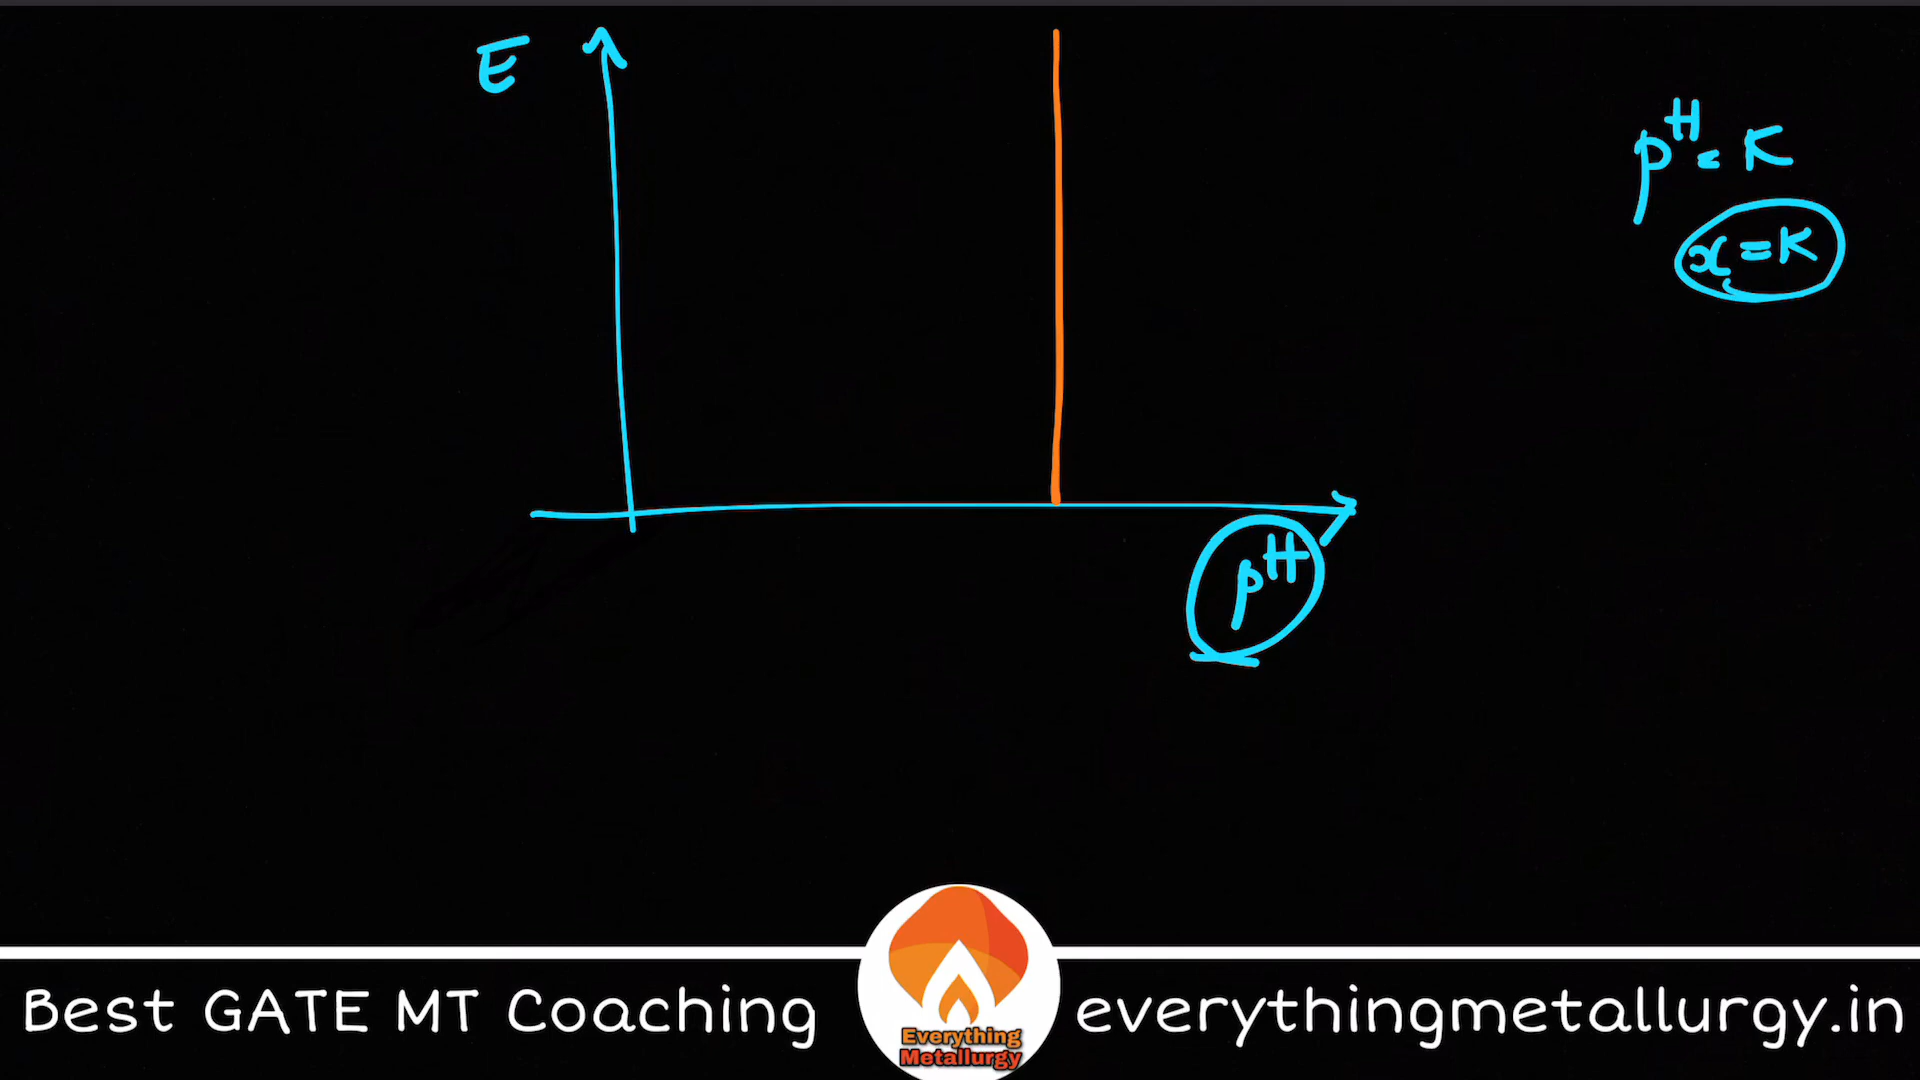 E
pH = K
x = K
pH
Best GATE MT Coaching
Everything
Metallurgy
everythingmetallurgy.in